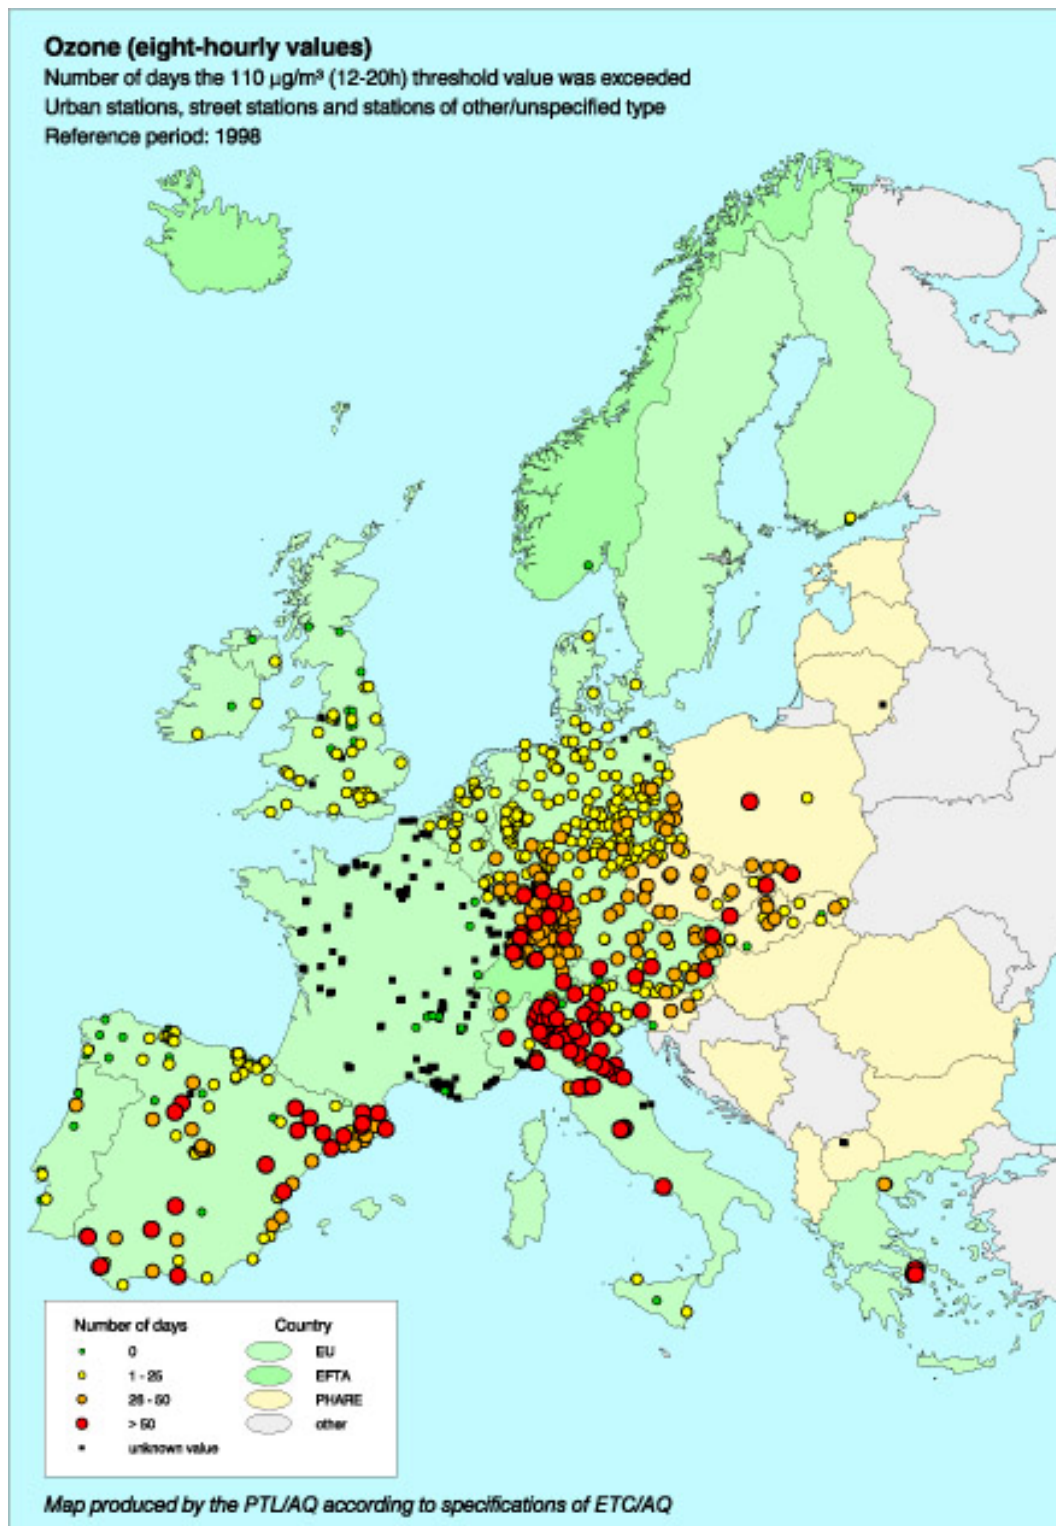 Ozone (eight-hourly values)
Number of days the 110 µg/m³ (12-20h) threshold value was exceeded
Urban stations, street stations and stations of other/unspecified type
Reference period: 1998
Number of days
0
1 - 25
26 - 50
> 50
unknown value
Country
EU
EFTA
PHARE
other
Map produced by the PTL/AQ according to specifications of ETC/AQ